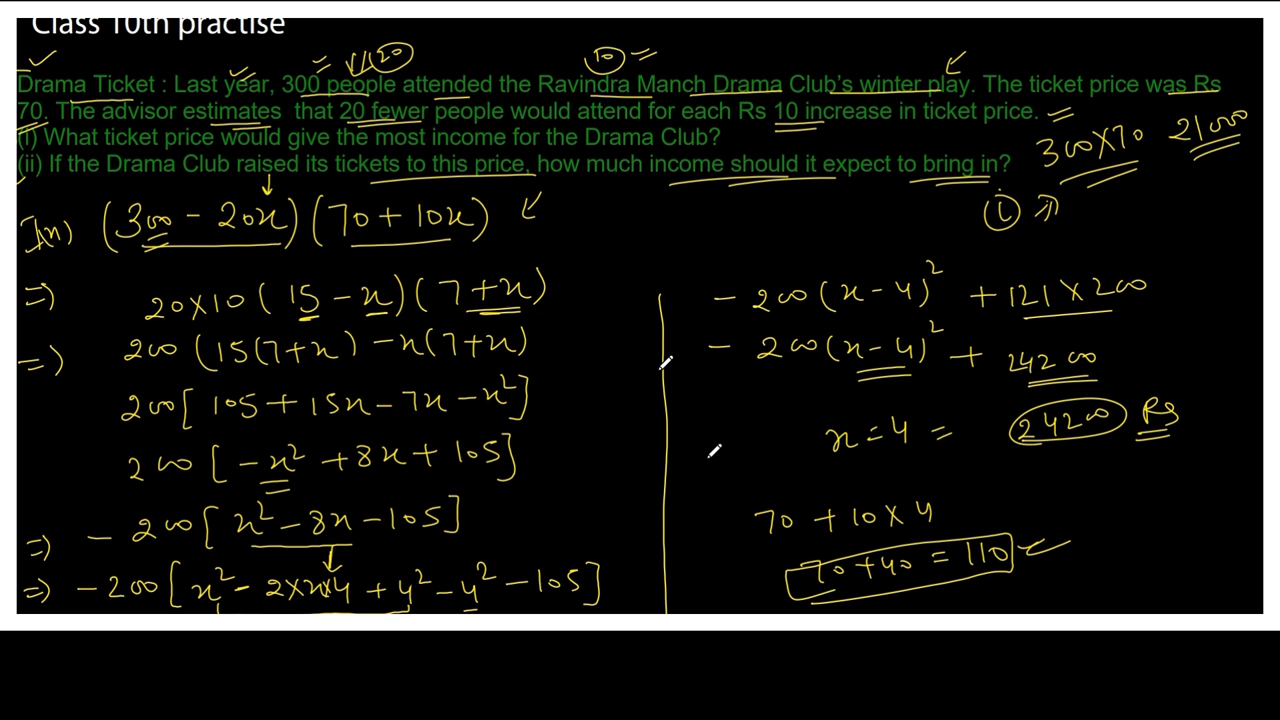 Class 10th practise
20
10 =
Drama Ticket : Last year, 300 people attended the Ravindra Manch Drama Club's winter play. The ticket price was Rs
70. The advisor estimates that 20 fewer people would attend for each Rs 10 increase in ticket price.
(i) What ticket price would give the most income for the Drama Club?
(ii) If the Drama Club raised its tickets to this price, how much income should it expect to bring in?
300×70 21000
(i) ⇒
In) (300 - 20x) (70 + 10x)
⇒ 20×10 (15 - x) (7 + x)
⇒ 200 (15(7+x) - x(7+x)
200[ 105 + 15x - 7x - x²]
200 [-x² + 8x + 105]
⇒ - 200 [x² - 8x - 105]
⇒ - 200 [x² - 2×x×4 + 4² - 4² - 105]
- 200 (x - 4)² + 121 × 200
- 200 (x - 4)² + 24200
x = 4 = 24200 Rs
70 + 10 × 4
70 + 40 = 110